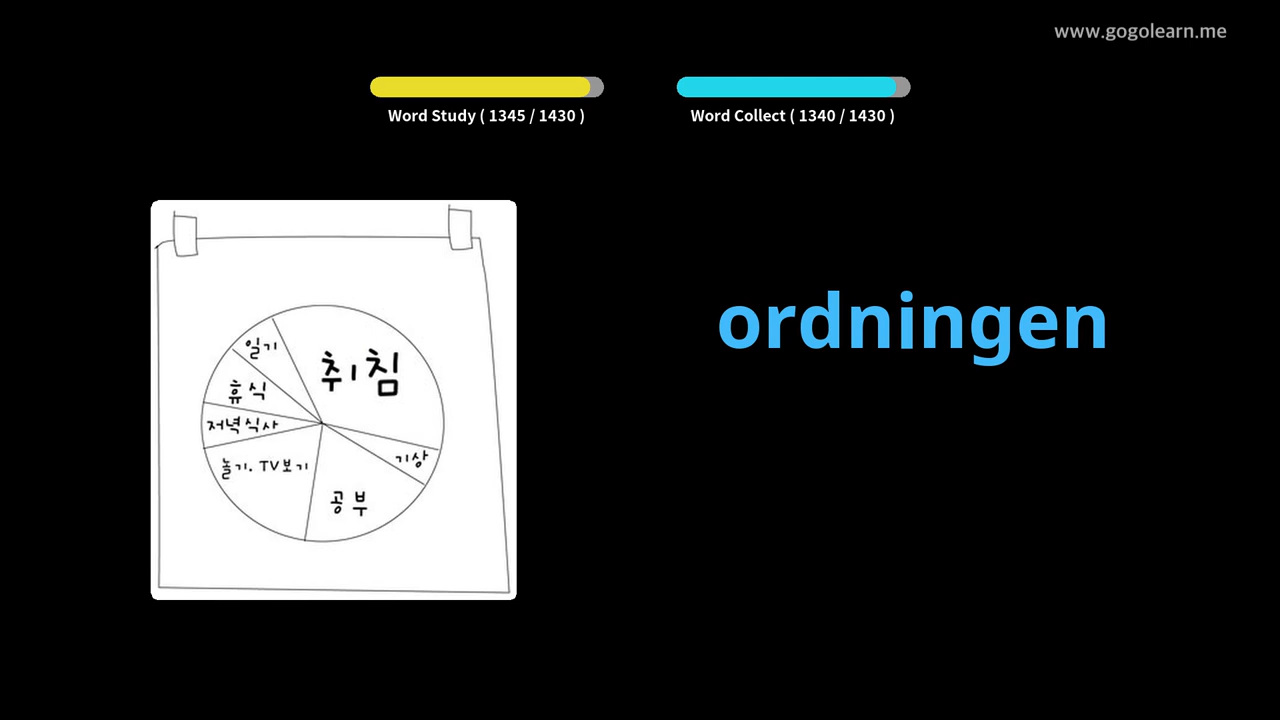 www.gogolearn.me
Word Study ( 1345 / 1430 )
Word Collect ( 1340 / 1430 )
일기
취침
휴식
저녁식사
놀기. TV보기
기상
공부
ordningen